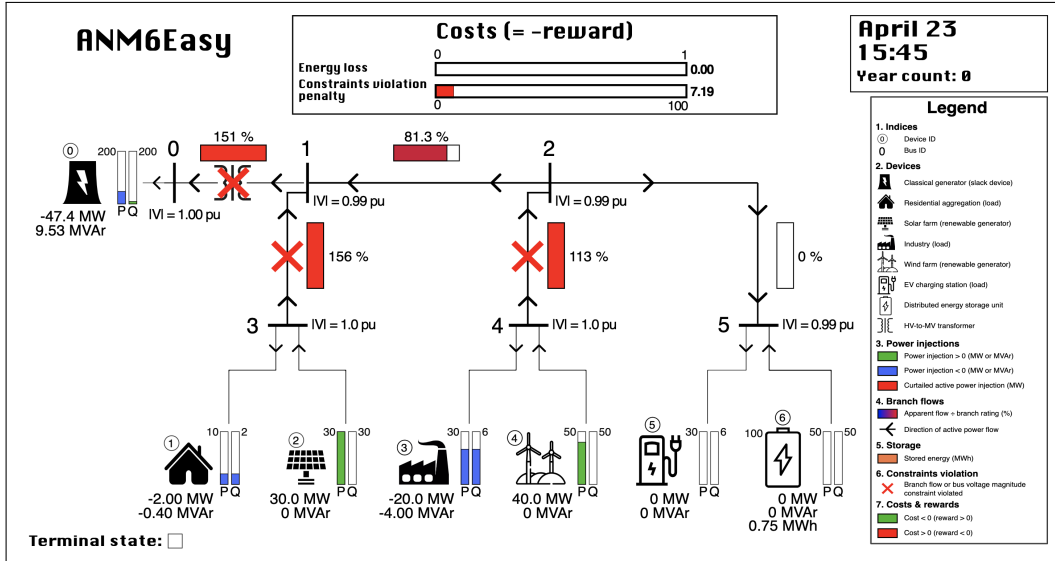 ANM6Easy
Costs (= -reward)
0 1
Energy loss 0.00
Constraints violation penalty 7.19
0 100
April 23
15:45
Year count: 0
151 %
81.3 %
0 1 2
0
200 200
P Q
-47.4 MW
9.53 MVAr
|V| = 1.00 pu
|V| = 0.99 pu
|V| = 0.99 pu
156 %
113 %
0 %
3 |V| = 1.0 pu
4 |V| = 1.0 pu
5 |V| = 0.99 pu
1
10 2
P Q
-2.00 MW
-0.40 MVAr
2
30 30
P Q
30.0 MW
0 MVAr
3
30 6
P Q
-20.0 MW
-4.00 MVAr
4
50 50
P Q
40.0 MW
0 MVAr
5
30 6
P Q
0 MW
0 MVAr
6
100
50 50
P Q
0 MW
0 MVAr
0.75 MWh
Terminal state:
Legend
1. Indices
0 Device ID
0 Bus ID
2. Devices
Classical generator (slack device)
Residential aggregation (load)
Solar farm (renewable generator)
Industry (load)
Wind farm (renewable generator)
EV charging station (load)
Distributed energy storage unit
HV-to-MV transformer
3. Power injections
Power injection > 0 (MW or MVAr)
Power injection < 0 (MW or MVAr)
Curtailed active power injection (MW)
4. Branch flows
Apparent flow ÷ branch rating (%)
Direction of active power flow
5. Storage
Stored energy (MWh)
6. Constraints violation
Branch flow or bus voltage magnitude
constraint violated
7. Costs & rewards
Cost < 0 (reward > 0)
Cost > 0 (reward < 0)